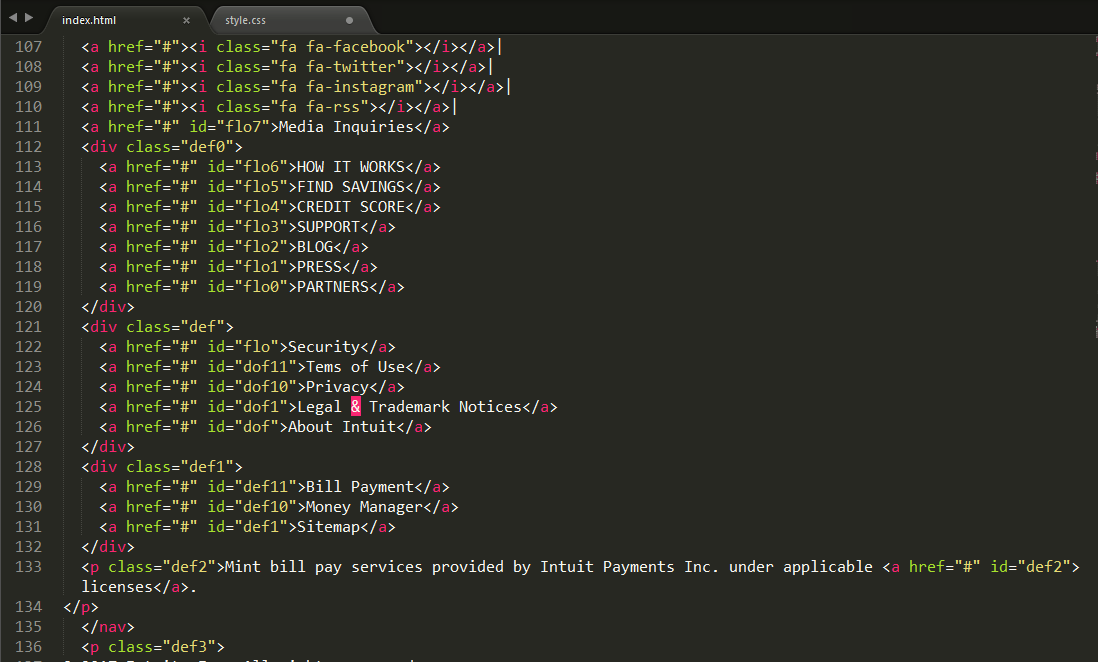 index.html × style.css
107 <a href="#"><i class="fa fa-facebook"></i></a>|
108 <a href="#"><i class="fa fa-twitter"></i></a>|
109 <a href="#"><i class="fa fa-instagram"></i></a>|
110 <a href="#"><i class="fa fa-rss"></i></a>|
111 <a href="#" id="flo7">Media Inquiries</a>
112 <div class="def0">
113 <a href="#" id="flo6">HOW IT WORKS</a>
114 <a href="#" id="flo5">FIND SAVINGS</a>
115 <a href="#" id="flo4">CREDIT SCORE</a>
116 <a href="#" id="flo3">SUPPORT</a>
117 <a href="#" id="flo2">BLOG</a>
118 <a href="#" id="flo1">PRESS</a>
119 <a href="#" id="flo0">PARTNERS</a>
120 </div>
121 <div class="def">
122 <a href="#" id="flo">Security</a>
123 <a href="#" id="dof11">Tems of Use</a>
124 <a href="#" id="dof10">Privacy</a>
125 <a href="#" id="dof1">Legal & Trademark Notices</a>
126 <a href="#" id="dof">About Intuit</a>
127 </div>
128 <div class="def1">
129 <a href="#" id="def11">Bill Payment</a>
130 <a href="#" id="def10">Money Manager</a>
131 <a href="#" id="def1">Sitemap</a>
132 </div>
133 <p class="def2">Mint bill pay services provided by Intuit Payments Inc. under applicable <a href="#" id="def2">
licenses</a>.
134 </p>
135 </nav>
136 <p class="def3">